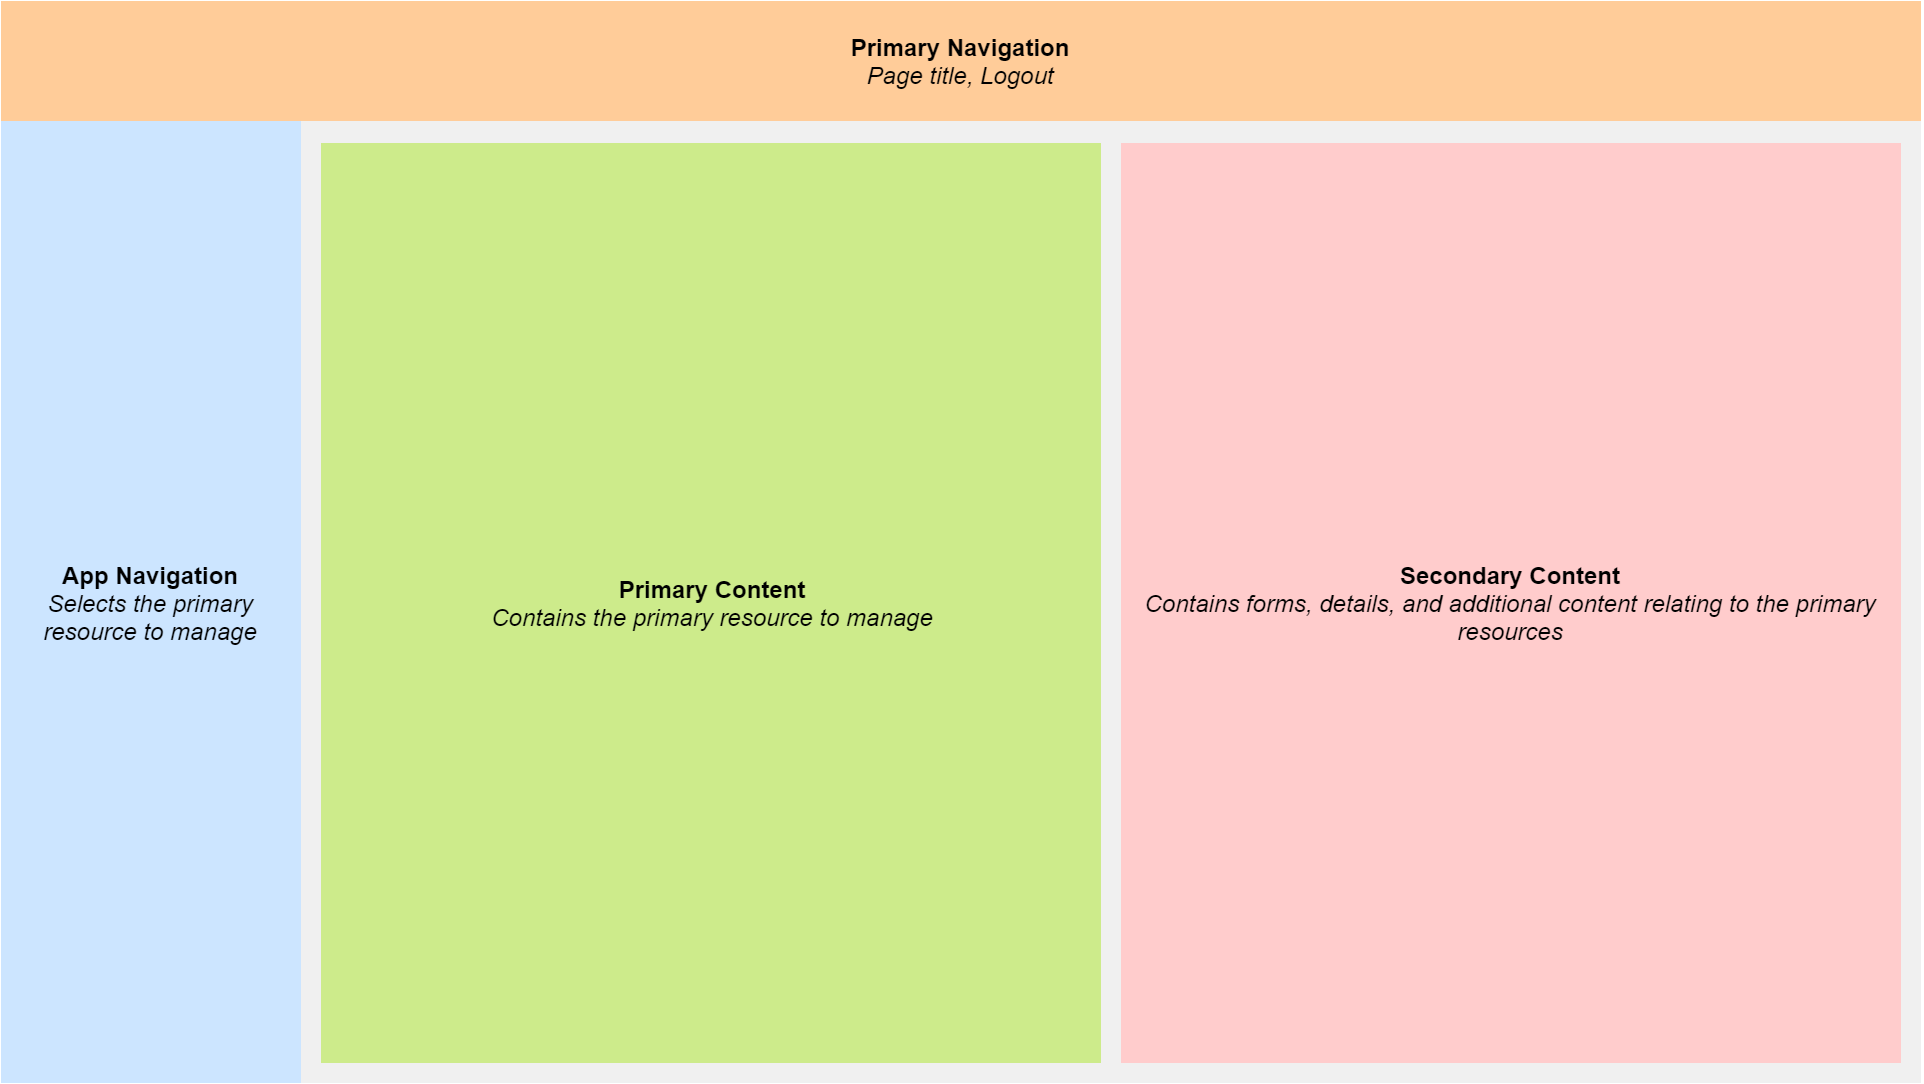 Primary Navigation
Page title, Logout
App Navigation
Selects the primary
resource to manage
Primary Content
Contains the primary resource to manage
Secondary Content
Contains forms, details, and additional content relating to the primary
resources